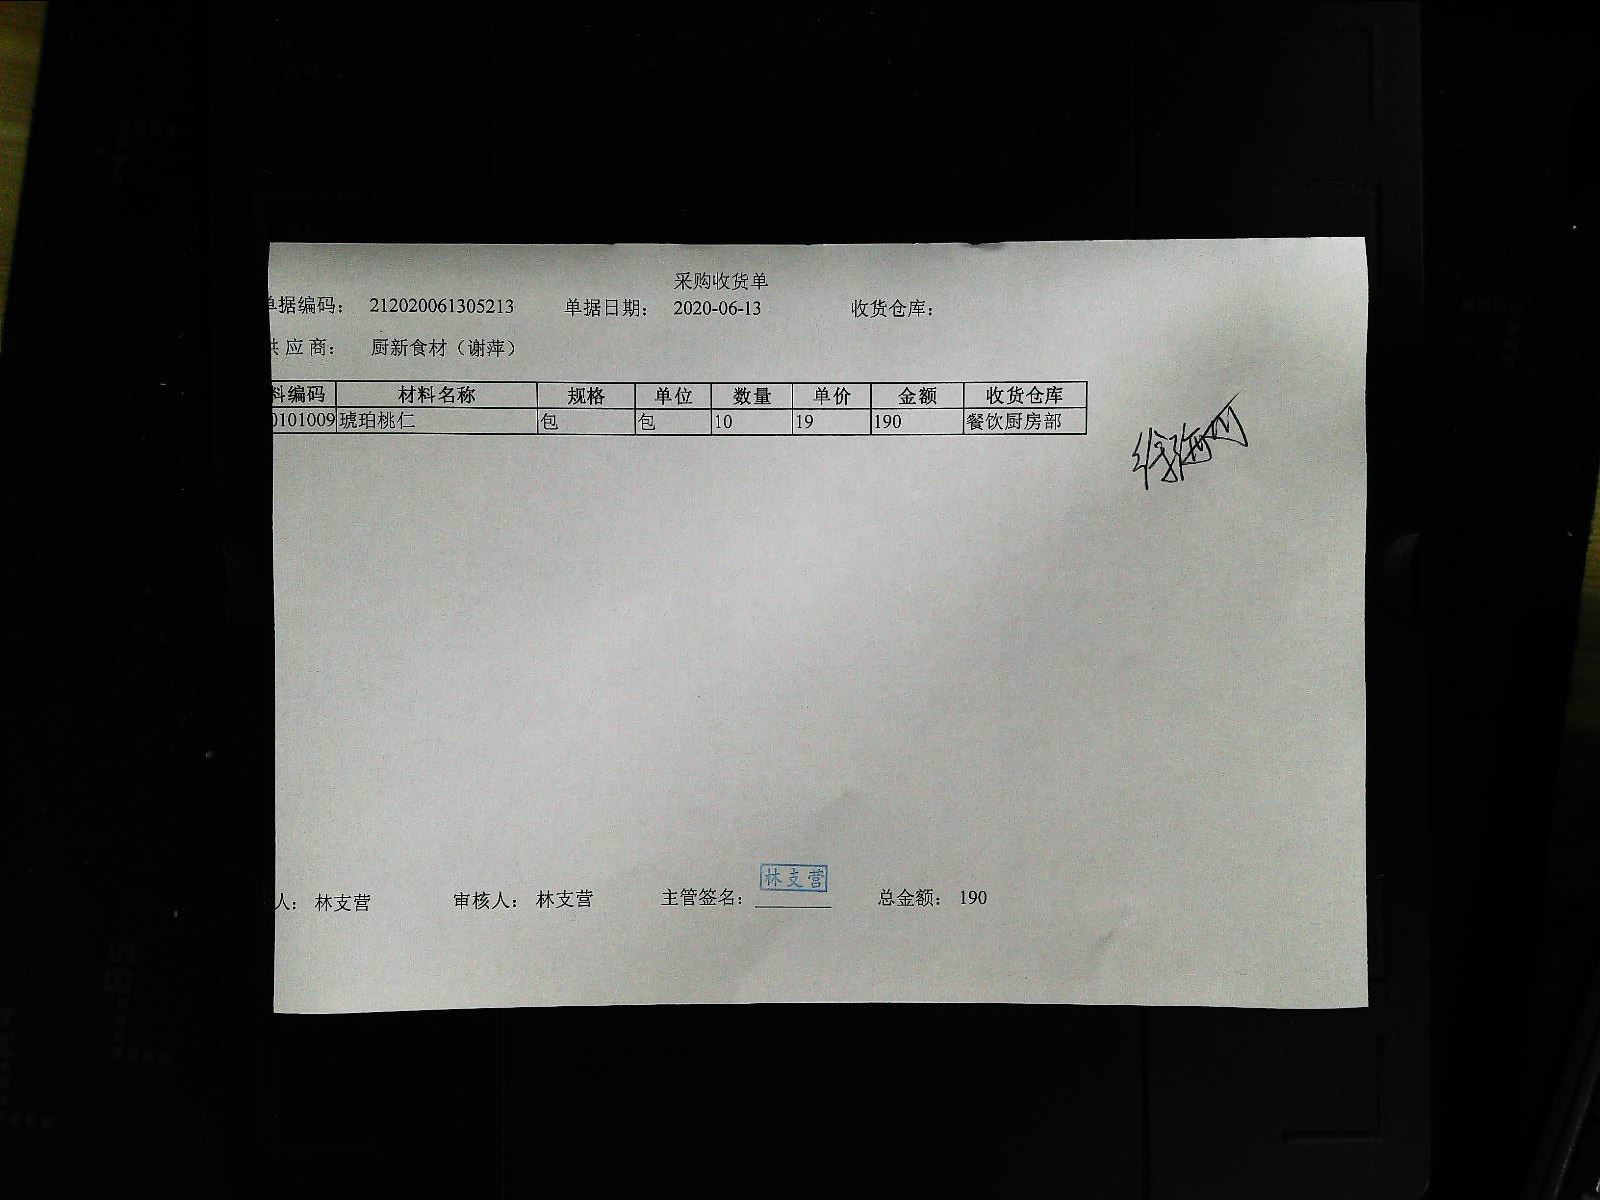 采购收货单
单据编码： 212020061305213 单据日期： 2020-06-13 收货仓库：
供 应 商： 厨新食材（谢萍）
料编码 材料名称 规格 单位 数量 单价 金额 收货仓库
0101009 琥珀桃仁 包 包 10 19 190 餐饮厨房部
林支营
人： 林支营 审核人： 林支营 主管签名： 总金额： 190